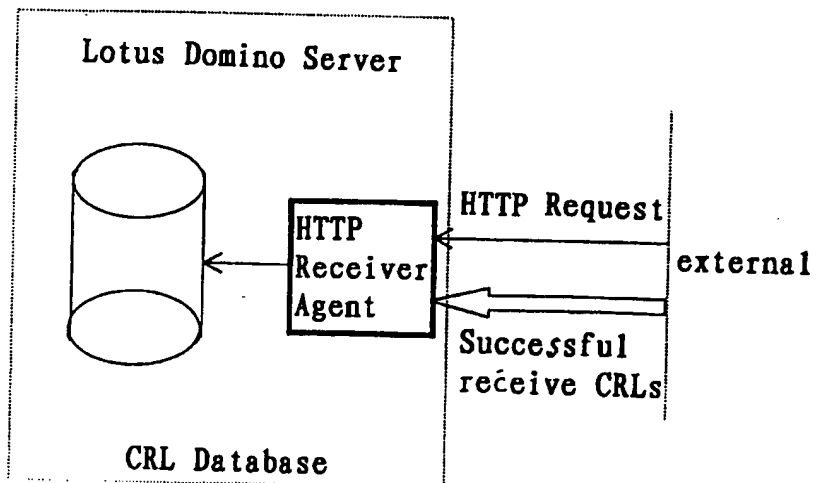 Lotus Domino Server
HTTP Request
HTTP
Receiver
Agent
external
Successful
receive CRLs
CRL Database